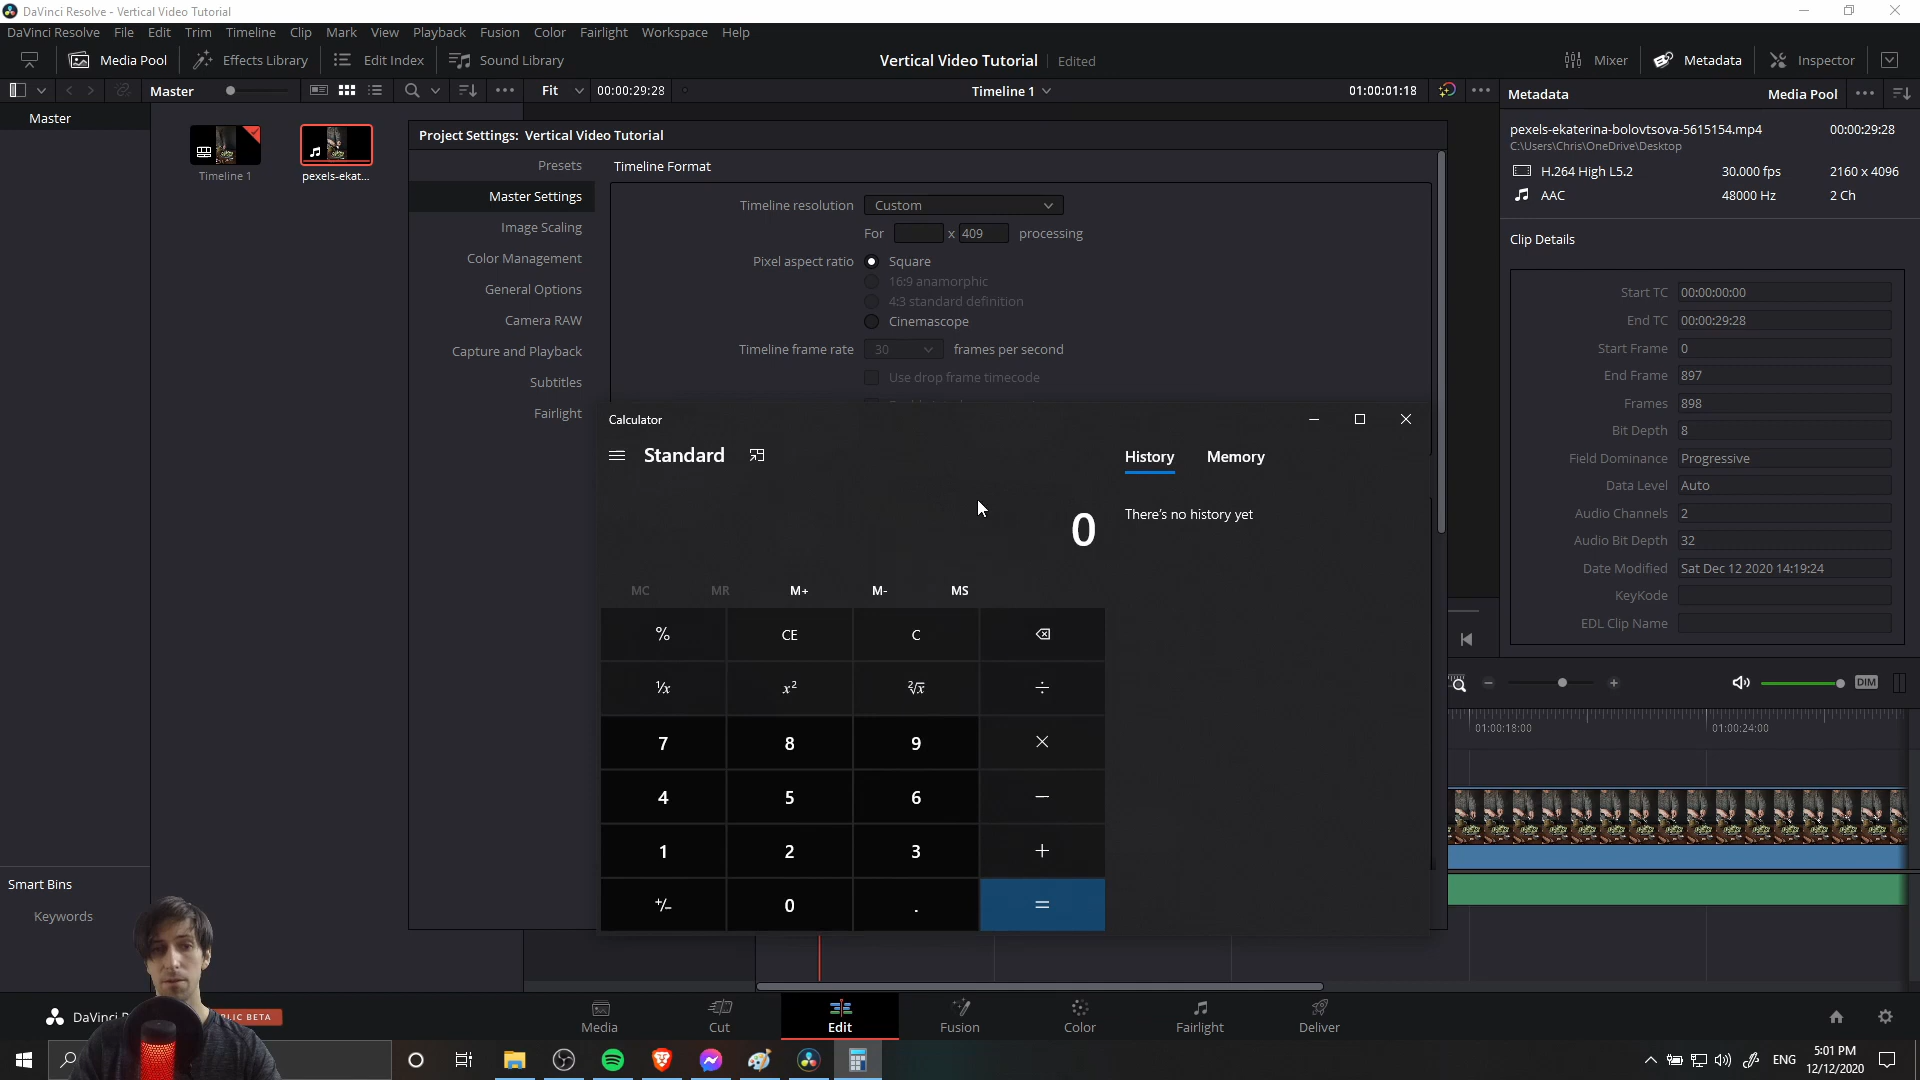 DaVinci Resolve - Vertical Video Tutorial
DaVinci Resolve File Edit Trim Timeline Clip Mark View Playback Fusion Color Fairlight Workspace Help
Media Pool Effects Library Edit Index Sound Library Vertical Video Tutorial Edited Mixer Metadata Inspector
Master Fit 00:00:29:28 Timeline 1 01:00:01:18 Metadata Media Pool
Master
Timeline 1
pexels-ekat...
Project Settings: Vertical Video Tutorial
Presets
Master Settings
Image Scaling
Color Management
General Options
Camera RAW
Capture and Playback
Subtitles
Fairlight
Timeline Format
Timeline resolution Custom
For x 409 processing
Pixel aspect ratio Square
16:9 anamorphic
4:3 standard definition
Cinemascope
Timeline frame rate 30 frames per second
Use drop frame timecode
pexels-ekaterina-bolovtsova-5615154.mp4 00:00:29:28
C:\Users\Chris\OneDrive\Desktop
H.264 High L5.2 30.000 fps 2160 x 4096
AAC 48000 Hz 2 Ch
Clip Details
Start TC 00:00:00:00
End TC 00:00:29:28
Start Frame 0
End Frame 897
Frames 898
Bit Depth 8
Field Dominance Progressive
Data Level Auto
Audio Channels 2
Audio Bit Depth 32
Date Modified Sat Dec 12 2020 14:19:24
KeyKode
EDL Clip Name
Calculator
Standard
History Memory
There's no history yet
0
MC MR M+ M- MS
% CE C
⅟x x² ²√x ÷
7 8 9 ×
4 5 6 −
1 2 3 +
+/− 0 . =
DIM
01:00:18:00 01:00:24:00
Smart Bins
Keywords
Media Cut Edit Fusion Color Fairlight Deliver
ENG
5:01 PM
12/12/2020